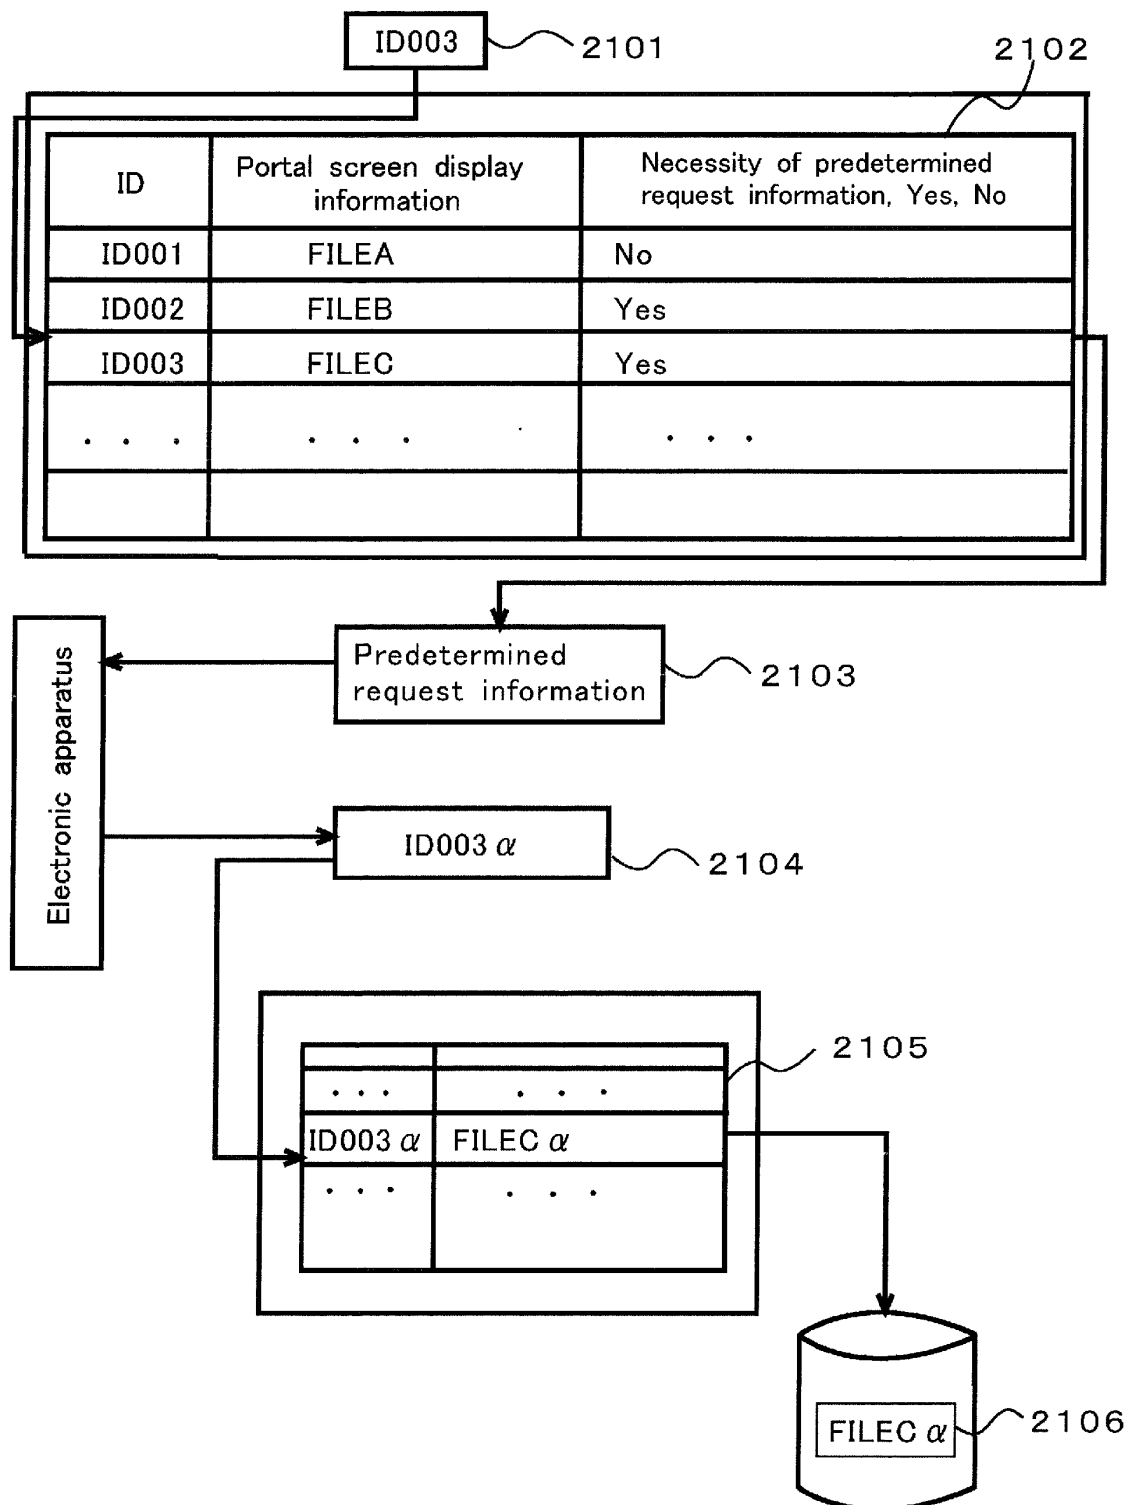 ID003
2101
2102
ID
Portal screen display
information
Necessity of predetermined
request information, Yes, No
ID001
FILEA
No
ID002
FILEB
Yes
ID003
FILEC
Yes
. . .
. . .
. . .
Predetermined
request information
2103
Electronic apparatus
ID003 α
2104
2105
. . .
. . .
ID003 α
FILEC α
. . .
. . .
FILEC α
2106